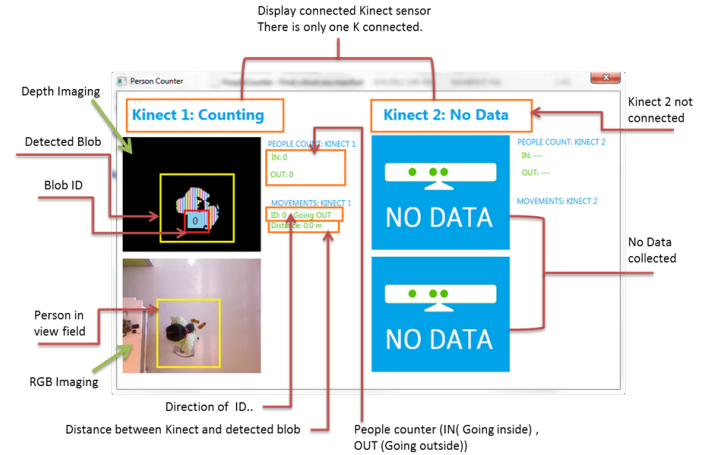 Display connected Kinect sensor
There is only one K connected.
Person Counter
Depth Imaging
Kinect 1: Counting
Kinect 2: No Data
Kinect 2 not
connected
Detected Blob
PEOPLE COUNT: KINECT 1
IN: 0
OUT: 0
PEOPLE COUNT: KINECT 2
IN: ---
OUT: ---
Blob ID
MOVEMENTS: KINECT 1
ID: 0 Going OUT
Distance: 0.0 m
MOVEMENTS: KINECT 2
0
NO DATA
No Data
collected
Person in
view field
NO DATA
RGB Imaging
Direction of ID..
Distance between Kinect and detected blob
People counter (IN( Going inside) ,
OUT (Going outside))